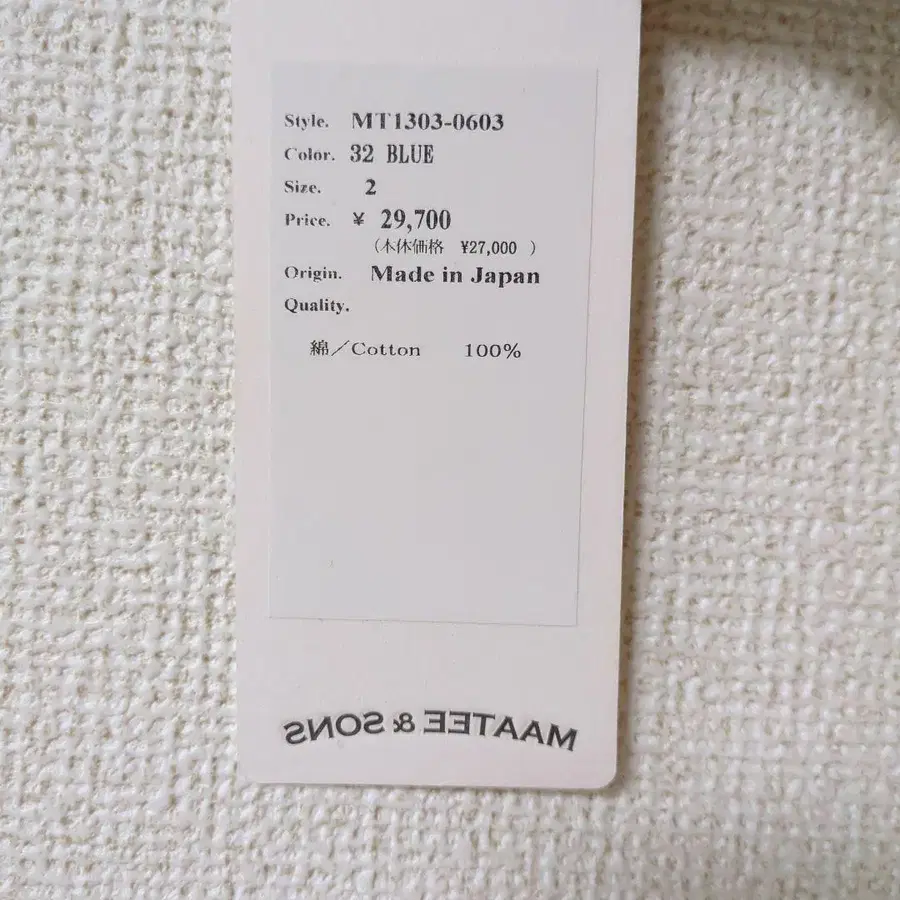 Style. MT1303-0603
Color. 32 BLUE
Size. 2
Price. ¥ 29,700
(本体価格 ¥27,000 )
Origin. Made in Japan
Quality.
綿/Cotton 100%
MAATEE & SONS